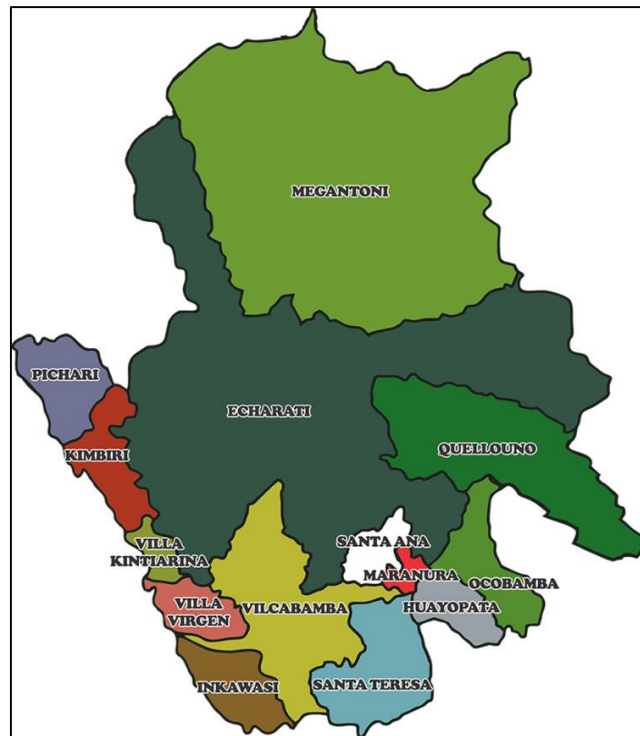 MEGANTONI
PICHARI
ECHARATI
QUELLOUNO
KIMBIRI
VILLA
KINTIARINA
SANTA ANA
MARANURA
OCOBAMBA
VILLA
VIRGEN
VILCABAMBA
HUAYOPATA
INKAWASI
SANTA TERESA